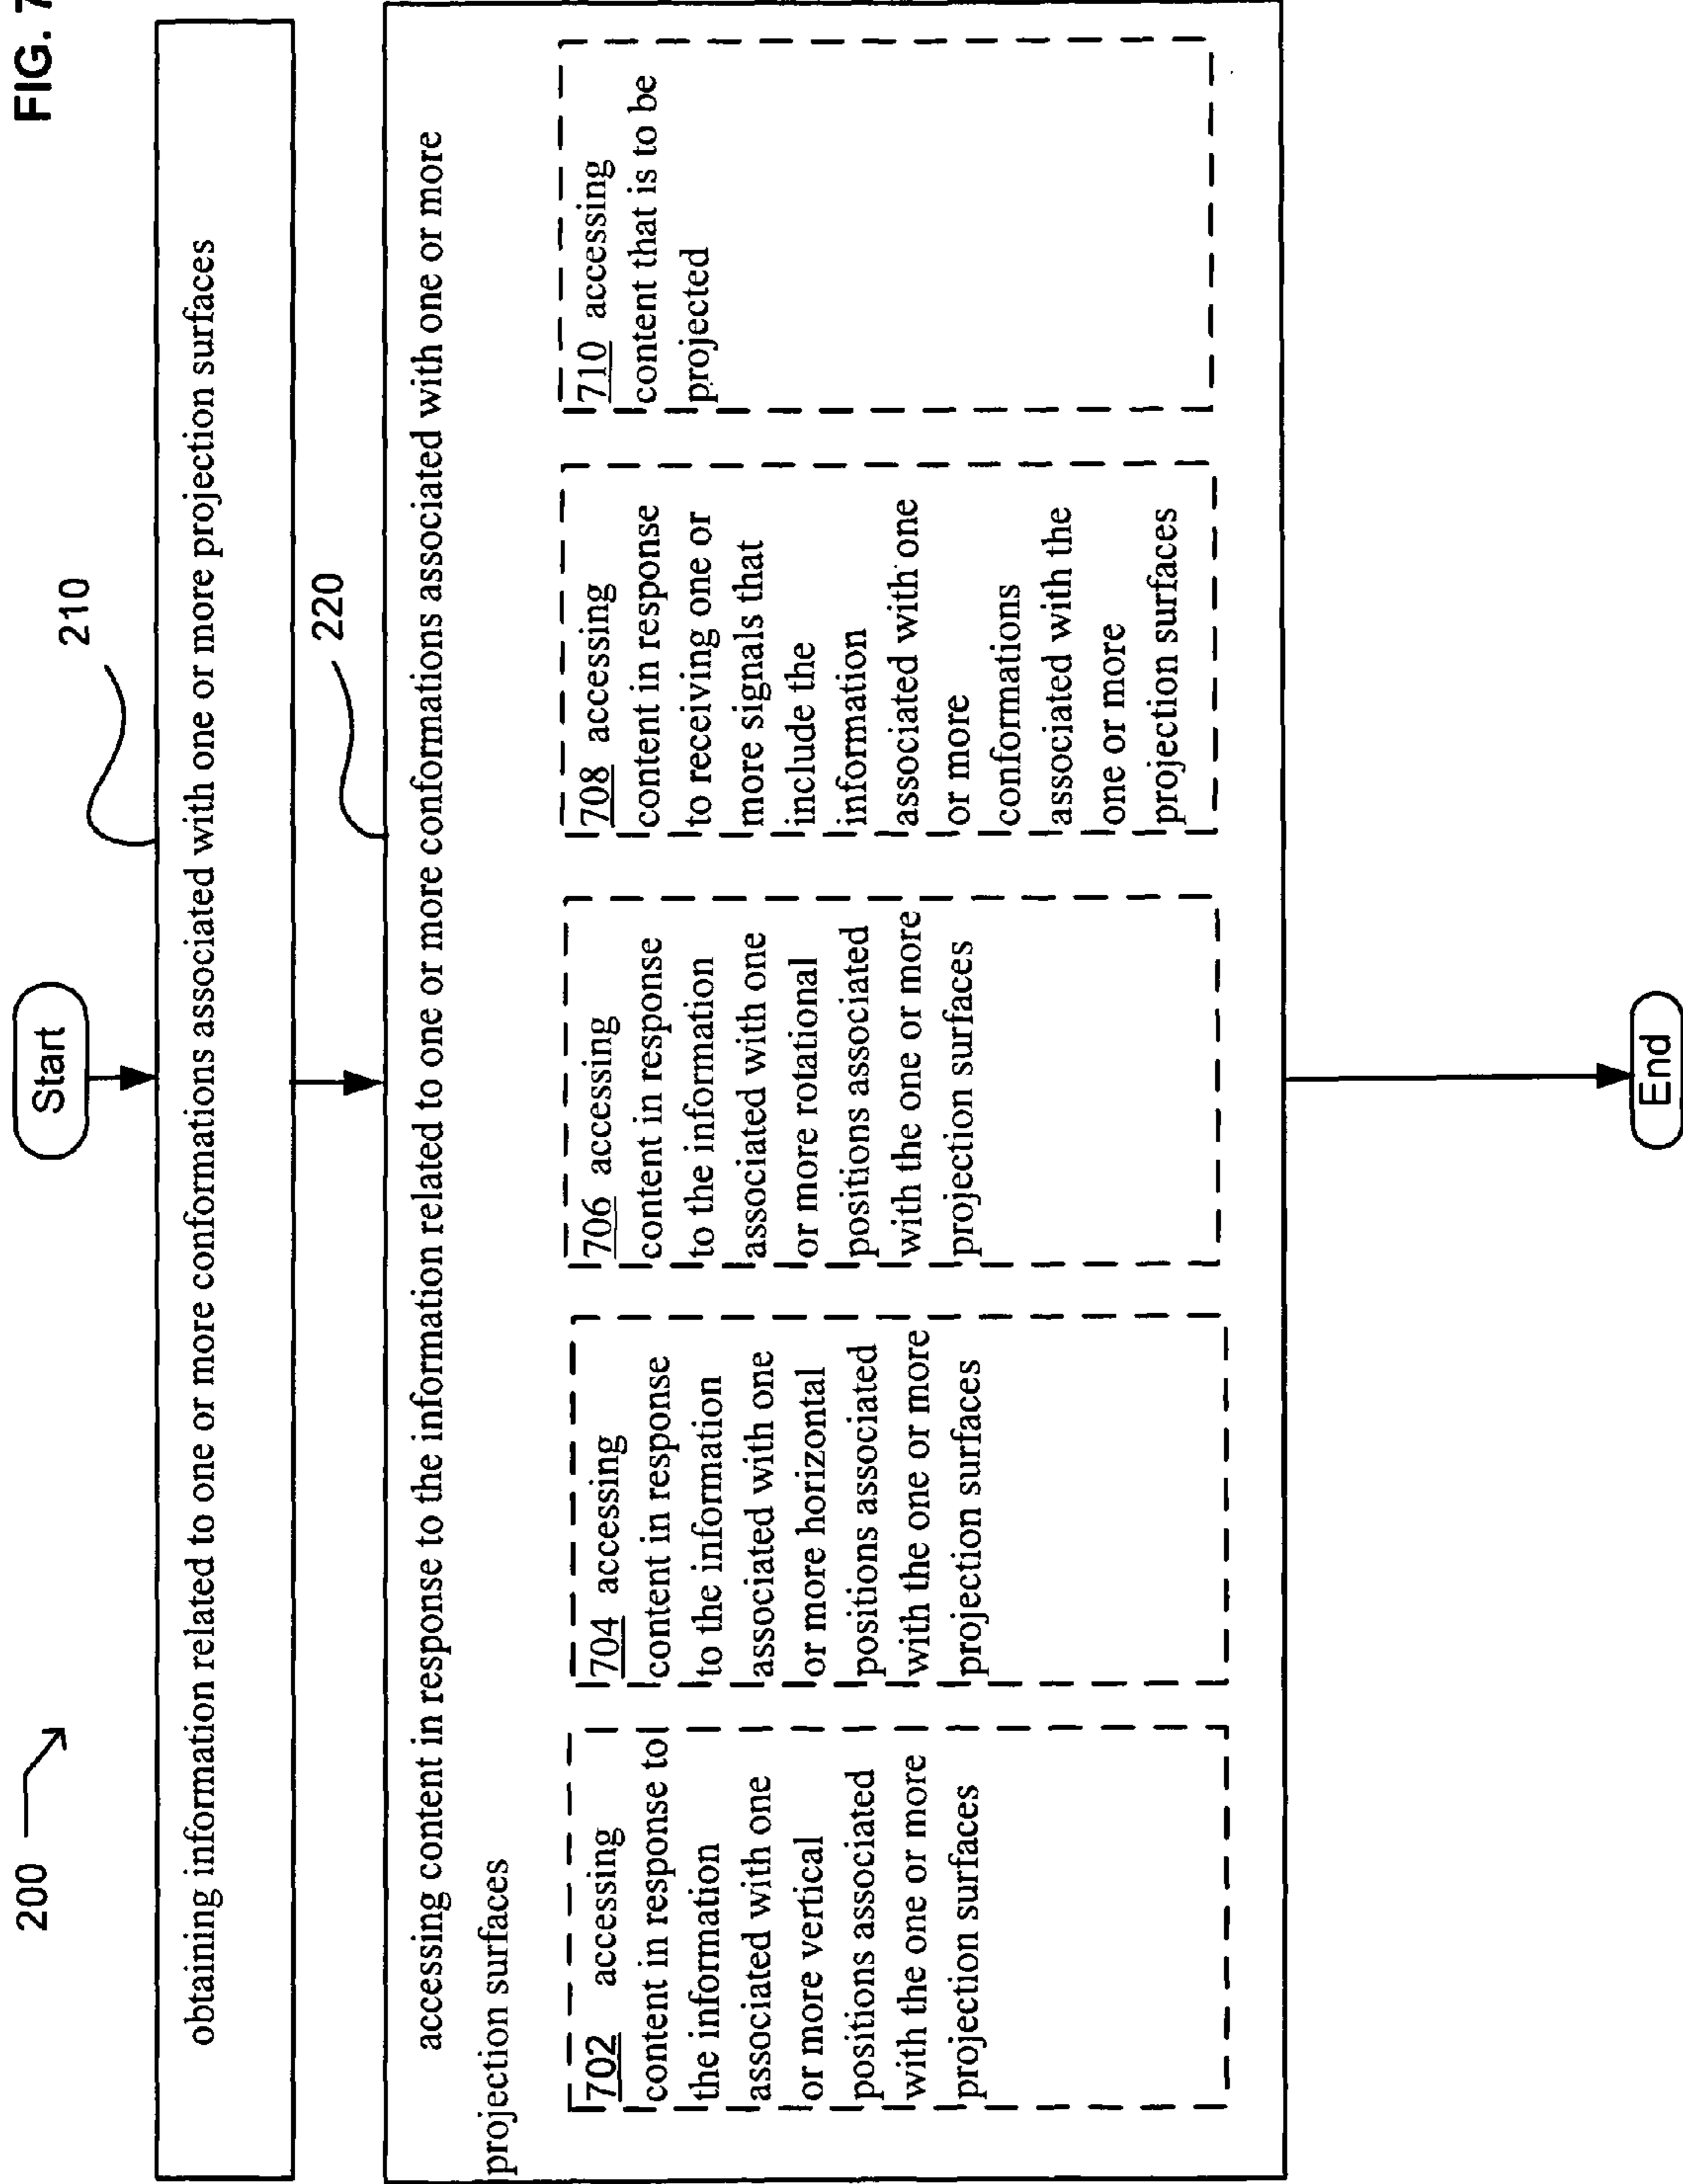 FIG. 7
200
Start
210
obtaining information related to one or more conformations associated with one or more projection surfaces
220
accessing content in response to the information related to one or more conformations associated with one or more
projection surfaces
702 accessing
content in response to
the information
associated with one
or more vertical
positions associated
with the one or more
projection surfaces
704 accessing
content in response
to the information
associated with one
or more horizontal
positions associated
with the one or more
projection surfaces
706 accessing
content in response
to the information
associated with one
or more rotational
positions associated
with the one or more
projection surfaces
708 accessing
content in response
to receiving one or
more signals that
include the
information
associated with one
or more
conformations
associated with the
one or more
projection surfaces
710 accessing
content that is to be
projected
End